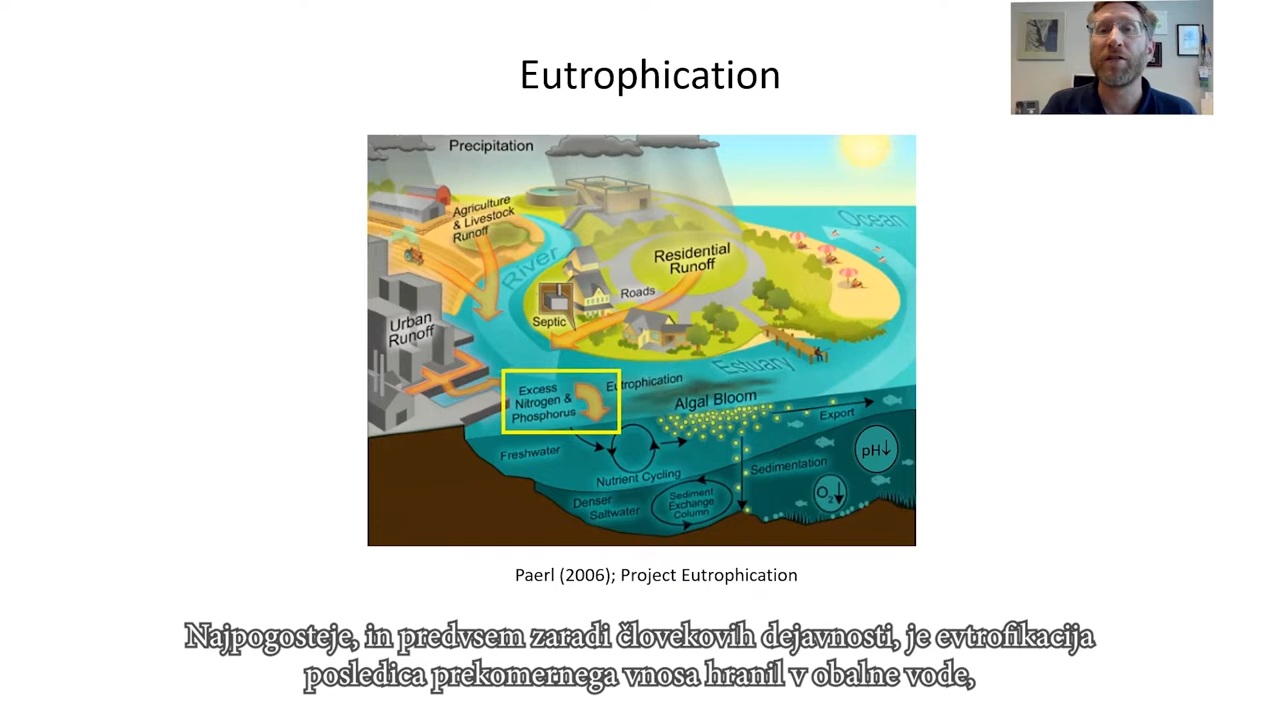 Eutrophication
Precipitation
Agriculture
& Livestock
Runoff
River
Ocean
Residential
Runoff
Roads
Septic
Urban
Runoff
Estuary
Excess
Nitrogen &
Phosphorus
Eutrophication
Algal Bloom
Export
Freshwater
Nutrient Cycling
Sedimentation
pH↓
O2↓
Denser
Saltwater
Sediment
Exchange
Column
Paerl (2006); Project Eutrophication
Najpogosteje, in predvsem zaradi človekovih dejavnosti, je evtrofikacija
posledica prekomernega vnosa hranil v obalne vode,